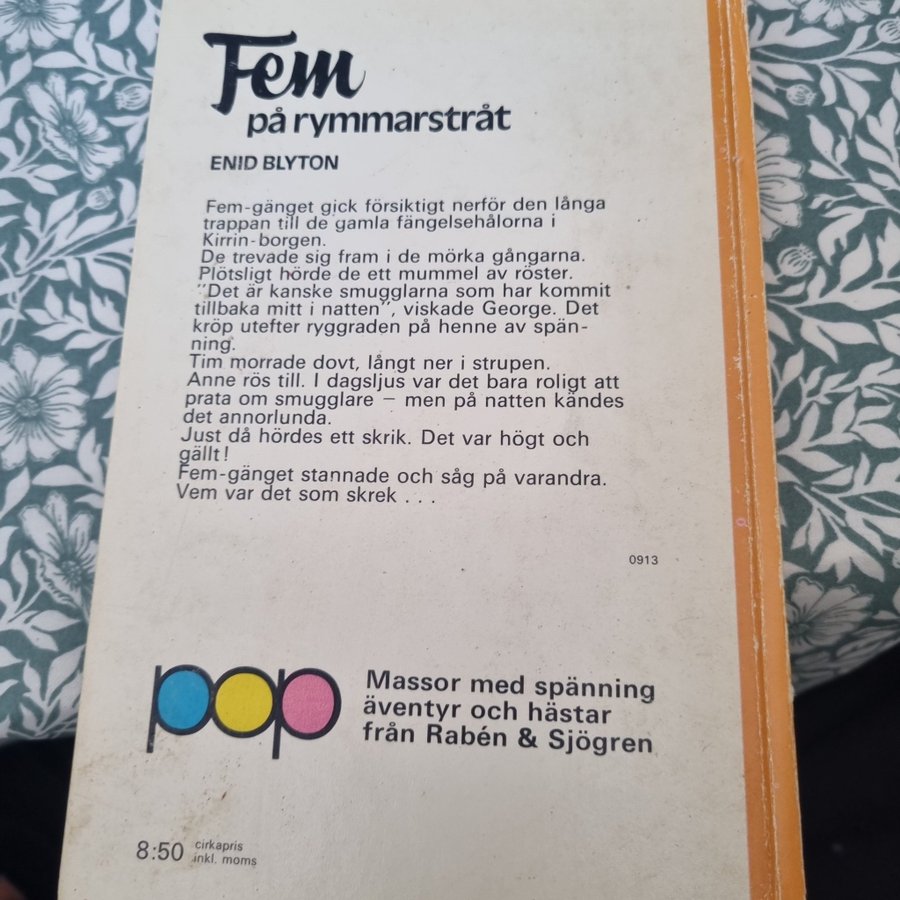 Fem
på rymmarstråt
ENID BLYTON
Fem-gänget gick försiktigt nerför den långa
trappan till de gamla fängelsehålorna i
Kirrin-borgen.
De trevade sig fram i de mörka gångarna.
Plötsligt hörde de ett mummel av röster.
"Det är kanske smugglarna som har kommit
tillbaka mitt i natten", viskade George. Det
kröp utefter ryggraden på henne av spän-
ning.
Tim morrade dovt, långt ner i strupen.
Anne rös till. I dagsljus var det bara roligt att
prata om smugglare – men på natten kändes
det annorlunda.
Just då hördes ett skrik. Det var högt och
gällt!
Fem-gänget stannade och såg på varandra.
Vem var det som skrek . . .
0913
pop
Massor med spänning
äventyr och hästar
från Rabén & Sjögren
8:50 cirkapris
inkl. moms